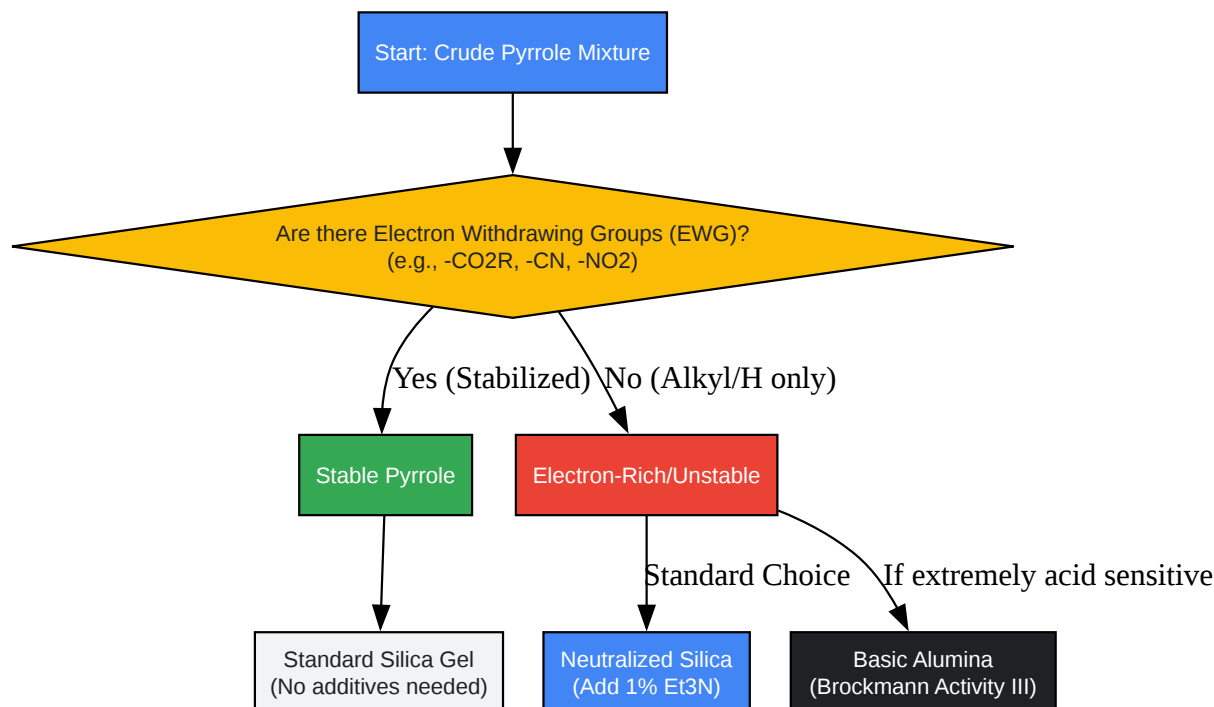 Start: Crude Pyrrole Mixture
Are there Electron Withdrawing Groups (EWG)?
(e.g., -CO2R, -CN, -NO2)
Yes (Stabilized)
No (Alkyl/H only)
Stable Pyrrole
Electron-Rich/Unstable
Standard Choice
If extremely acid sensitive
Standard Silica Gel
(No additives needed)
Neutralized Silica
(Add 1% Et3N)
Basic Alumina
(Brockmann Activity III)